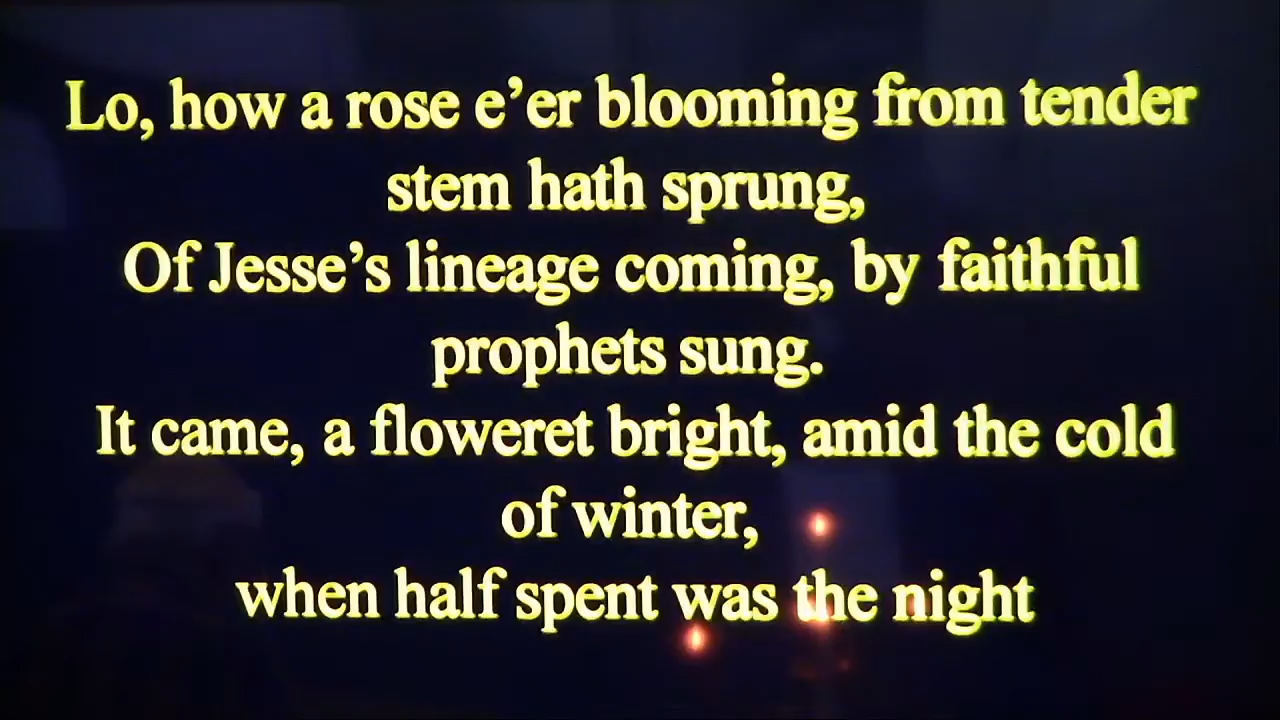 Lo, how a rose e’er blooming from tender
stem hath sprung,
Of Jesse’s lineage coming, by faithful
prophets sung.
It came, a floweret bright, amid the cold
of winter,
when half spent was the night